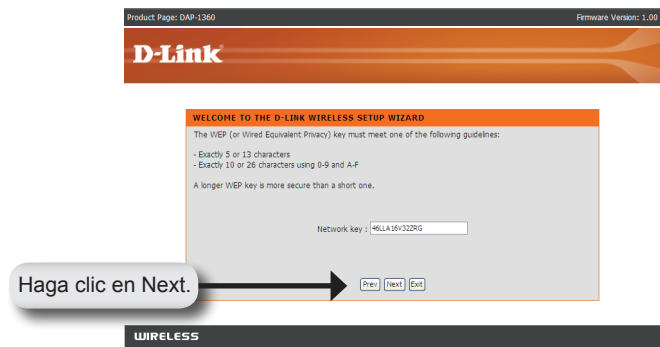 Product Page: DAP-1360 Firmware Version: 1.00
D-Link
WELCOME TO THE D-LINK WIRELESS SETUP WIZARD
The WEP (or Wired Equivalent Privacy) key must meet one of the following guidelines:
- Exactly 5 or 13 characters
- Exactly 10 or 26 characters using 0-9 and A-F
A longer WEP key is more secure than a short one.
Network key : 46LLA16V32ZRG
Haga clic en Next.
Prev Next Exit
WIRELESS